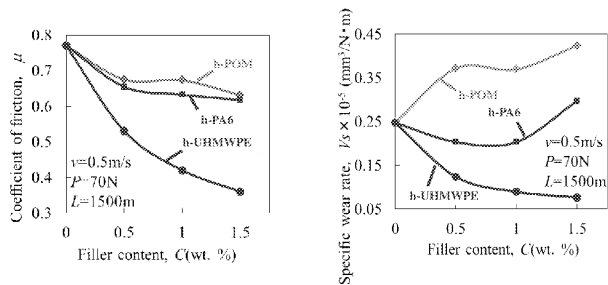 Coefficient of friction, μ
0.8
0.7
0.6
0.5
0.4
0.3
h-POM
h-PA6
h-UHMWPE
v=0.5m/s
P=70N
L=1500m
0
0.5
1
1.5
Filler content, C(wt. %)
Specific wear rate, Vs×10⁻⁵ (mm³/N·m)
0.45
0.35
0.25
0.15
0.05
h-POM
h-PA6
h-UHMWPE
v=0.5m/s
P=70N
L=1500m
0
0.5
1
1.5
Filler content, C(wt. %)